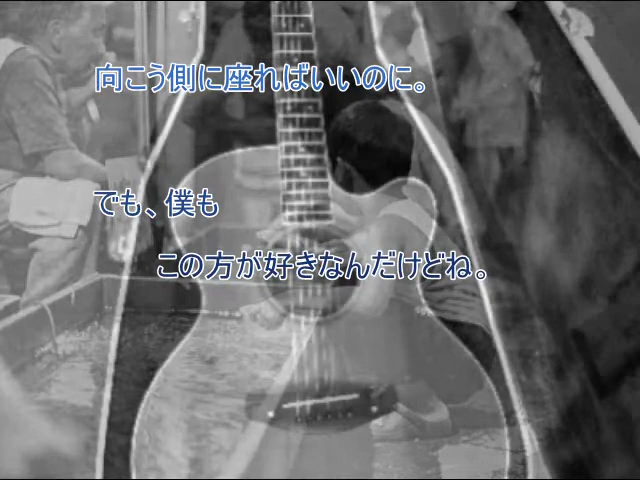 向こう側に座ればいいのに。
でも、僕も
この方が好きなんだけどね。